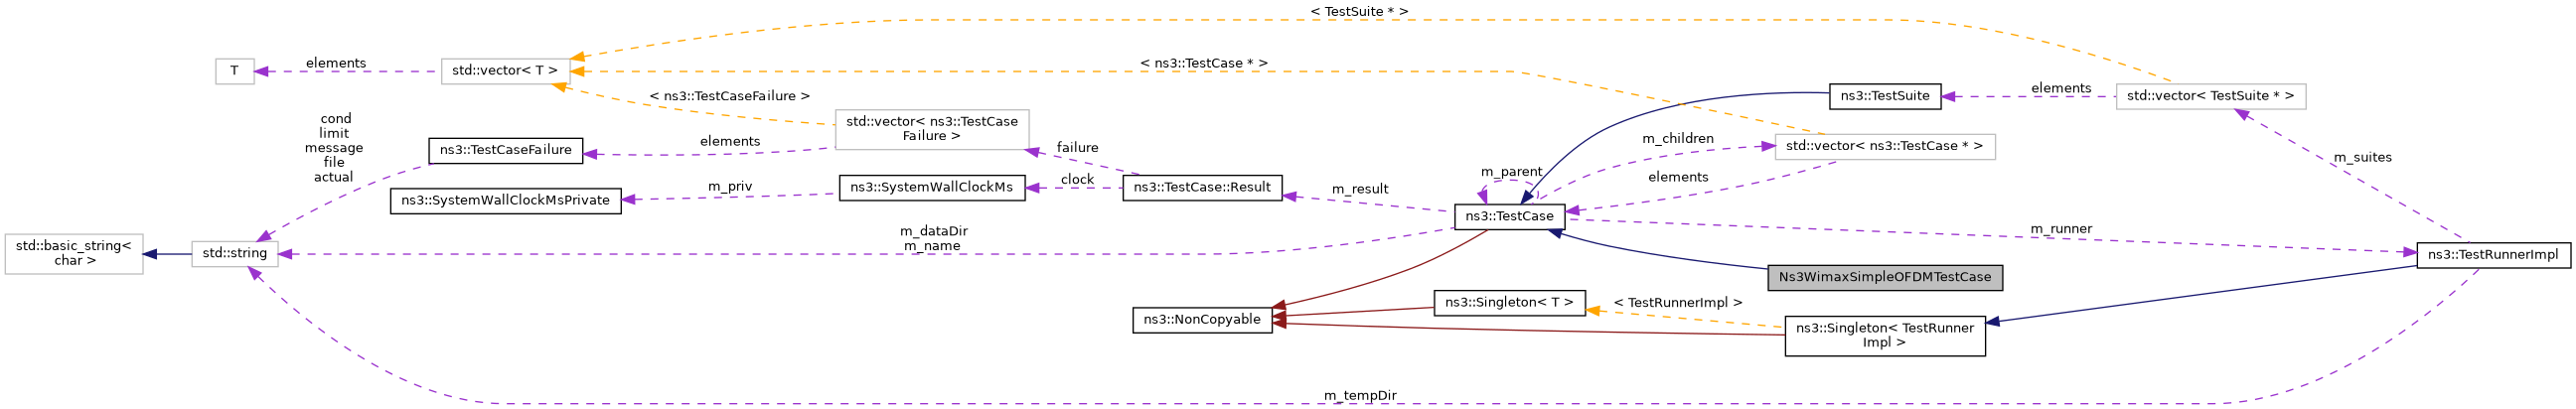 < TestSuite * >
elements
T
std::vector< T >
< ns3::TestCase * >
< ns3::TestCaseFailure >
ns3::TestSuite
elements
std::vector< TestSuite * >
cond
limit
message
file
actual
ns3::TestCaseFailure
elements
std::vector< ns3::TestCase
Failure >
failure
m_children
std::vector< ns3::TestCase * >
m_suites
ns3::SystemWallClockMsPrivate
m_priv
ns3::SystemWallClockMs
clock
ns3::TestCase::Result
m_result
m_parent
elements
ns3::TestCase
std::basic_string<
char >
std::string
m_dataDir
m_name
m_runner
ns3::TestRunnerImpl
Ns3WimaxSimpleOFDMTestCase
ns3::NonCopyable
ns3::Singleton< T >
< TestRunnerImpl >
ns3::Singleton< TestRunner
Impl >
m_tempDir